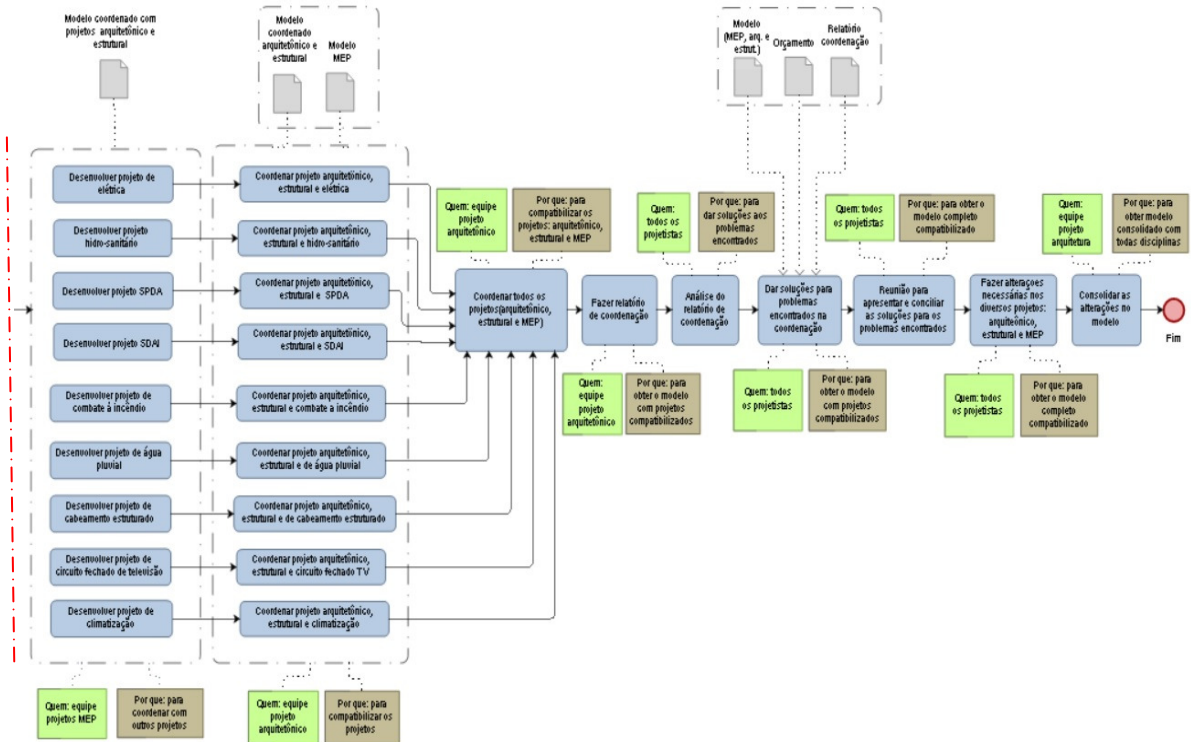 Modelo coordenado com
projetos arquitetônico e
estrutural
Modelo
coordenado
arquitetônico e
estrutural
Modelo
MEP
Modelo
(MEP, arq. e
estrut.)
Orçamento
Relatório
coordenação
Desenvolver projeto de
elétrica
Coordenar projeto arquitetônico,
estrutural e elétrica
Desenvolver projeto
hidro-sanitário
Coordenar projeto arquitetônico,
estrutural e hidro-sanitário
Desenvolver projeto SPDA
Coordenar projeto arquitetônico,
estrutural e SPDA
Desenvolver projeto SDAI
Coordenar projeto arquitetônico,
estrutural e SDAI
Desenvolver projeto de
combate à incêndio
Coordenar projeto arquitetônico,
estrutural e combate a incêndio
Desenvolver projeto de água
pluvial
Coordenar projeto arquitetônico,
estrutural e de água pluvial
Desenvolver projeto de
cabeamento estruturado
Coordenar projeto arquitetônico,
estrutural e de cabeamento estruturado
Desenvolver projeto de
circuito fechado de televisão
Coordenar projeto arquitetônico,
estrutural e circuito fechado TV
Desenvolver projeto de
climatização
Coordenar projeto arquitetônico,
estrutural e climatização
Quem: equipe
projetos MEP
Por que: para
coordenar com
outros projetos
Quem: equipe
projeto
arquitetônico
Por que: para
compatibilizar os
projetos
Quem: equipe
projeto
arquitetônico
Por que: para
compatibilizar os
projetos: arquitetônico,
estrutural e MEP
Coordenar todos os
projetos(arquitetônico,
estrutural e MEP)
Fazer relatório
de coordenação
Quem:
equipe
projeto
arquitetônico
Por que: para
obter o modelo
com projetos
compatibilizados
Quem:
todos os
projetistas
Por que: para
dar soluções aos
problemas
encontrados
Análise do
relatório de
coordenação
Dar soluções para
problemas
encontrados na
coordenação
Quem: todos
os projetistas
Por que: para
obter o modelo
com projetos
compatibilizados
Quem: todos
os projetistas
Por que: para obter o
modelo completo
compatibilizado
Reunião para
apresentar e conciliar
as soluções para os
problemas encontrados
Fazer alterações
necessárias nos
diversos projetos:
arquiteônico,
estrutural e MEP
Quem: todos
os projetistas
Por que: para
obter o modelo
completo
compatibilizado
Quem:
equipe
projeto
arquitetura
Por que: para
obter modelo
consolidado com
todas disciplinas
Consolidar as
alterações no
modelo
Fim